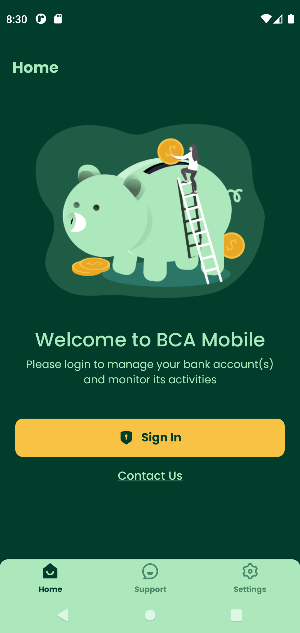 8:30
Home
Welcome to BCA Mobile
Please login to manage your bank account(s)
and monitor its activities
Sign In
Contact Us
Home
Support
Settings